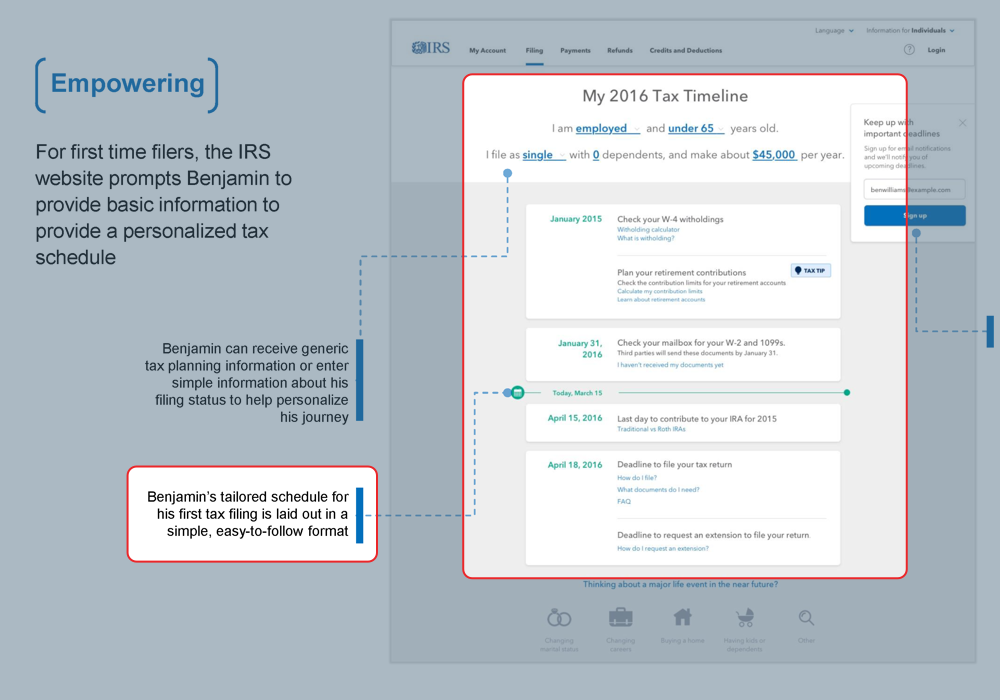 Language
Information for Individuals
IRS
My Account
Filing
Payments
Refunds
Credits and Deductions
?
Login
Empowering
For first time filers, the IRS
website prompts Benjamin to
provide basic information to
provide a personalized tax
schedule
My 2016 Tax Timeline
I am employed and under 65 years old.
I file as single with 0 dependents, and make about $45,000 per year.
Keep up with
important deadlines
Sign up for email notifications
and we'll notify you of
upcoming deadlines.
benwilliams@example.com
Sign up
January 2015
Check your W-4 witholdings
Witholding calculator
What is witholding?
Plan your retirement contributions
TAX TIP
Check the contribution limits for your retirement accounts
Calculate my contribution limits
Learn about retirement accounts
January 31,
2016
Check your mailbox for your W-2 and 1099s.
Third parties will send these documents by January 31.
I haven't received my documents yet
Today, March 15
April 15, 2016
Last day to contribute to your IRA for 2015
Traditional vs Roth IRAs
April 18, 2016
Deadline to file your tax return
How do I file?
What documents do I need?
FAQ
Deadline to request an extension to file your return
How do I request an extension?
Benjamin can receive generic
tax planning information or enter
simple information about his
filing status to help personalize
his journey
Benjamin's tailored schedule for
his first tax filing is laid out in a
simple, easy-to-follow format
Thinking about a major life event in the near future?
Changing
marital status
Changing
careers
Buying a home
Having kids or
dependents
Other